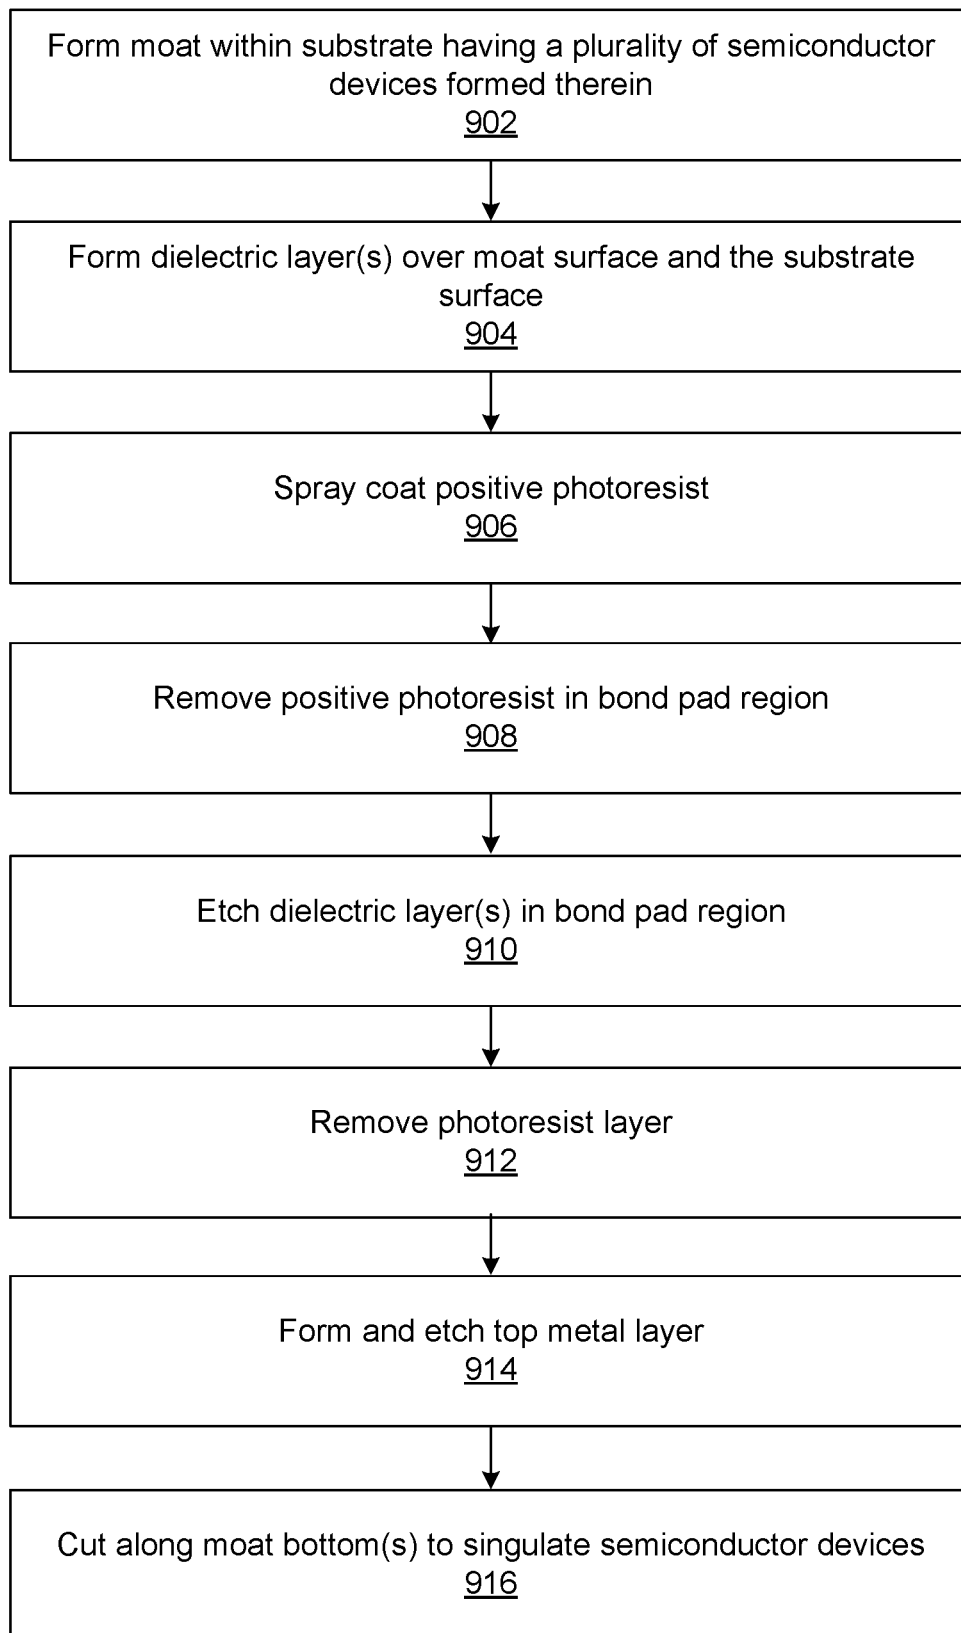 Form moat within substrate having a plurality of semiconductor
devices formed therein
902
Form dielectric layer(s) over moat surface and the substrate
surface
904
Spray coat positive photoresist
906
Remove positive photoresist in bond pad region
908
Etch dielectric layer(s) in bond pad region
910
Remove photoresist layer
912
Form and etch top metal layer
914
Cut along moat bottom(s) to singulate semiconductor devices
916